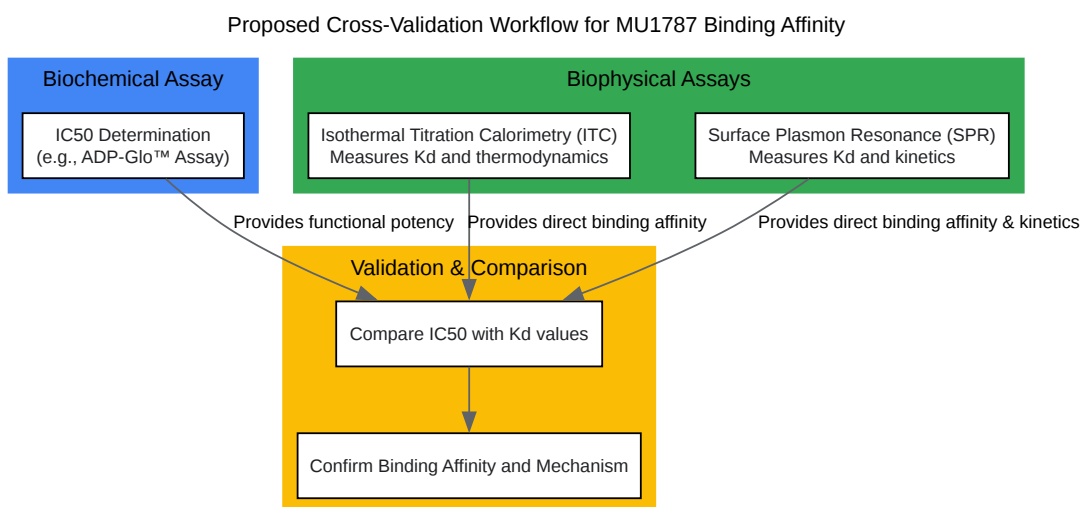 Proposed Cross-Validation Workflow for MU1787 Binding Affinity
Biochemical Assay
IC50 Determination
(e.g., ADP-Glo™ Assay)
Biophysical Assays
Isothermal Titration Calorimetry (ITC)
Measures Kd and thermodynamics
Surface Plasmon Resonance (SPR)
Measures Kd and kinetics
Provides functional potency
Provides direct binding affinity
Provides direct binding affinity & kinetics
Validation & Comparison
Compare IC50 with Kd values
Confirm Binding Affinity and Mechanism